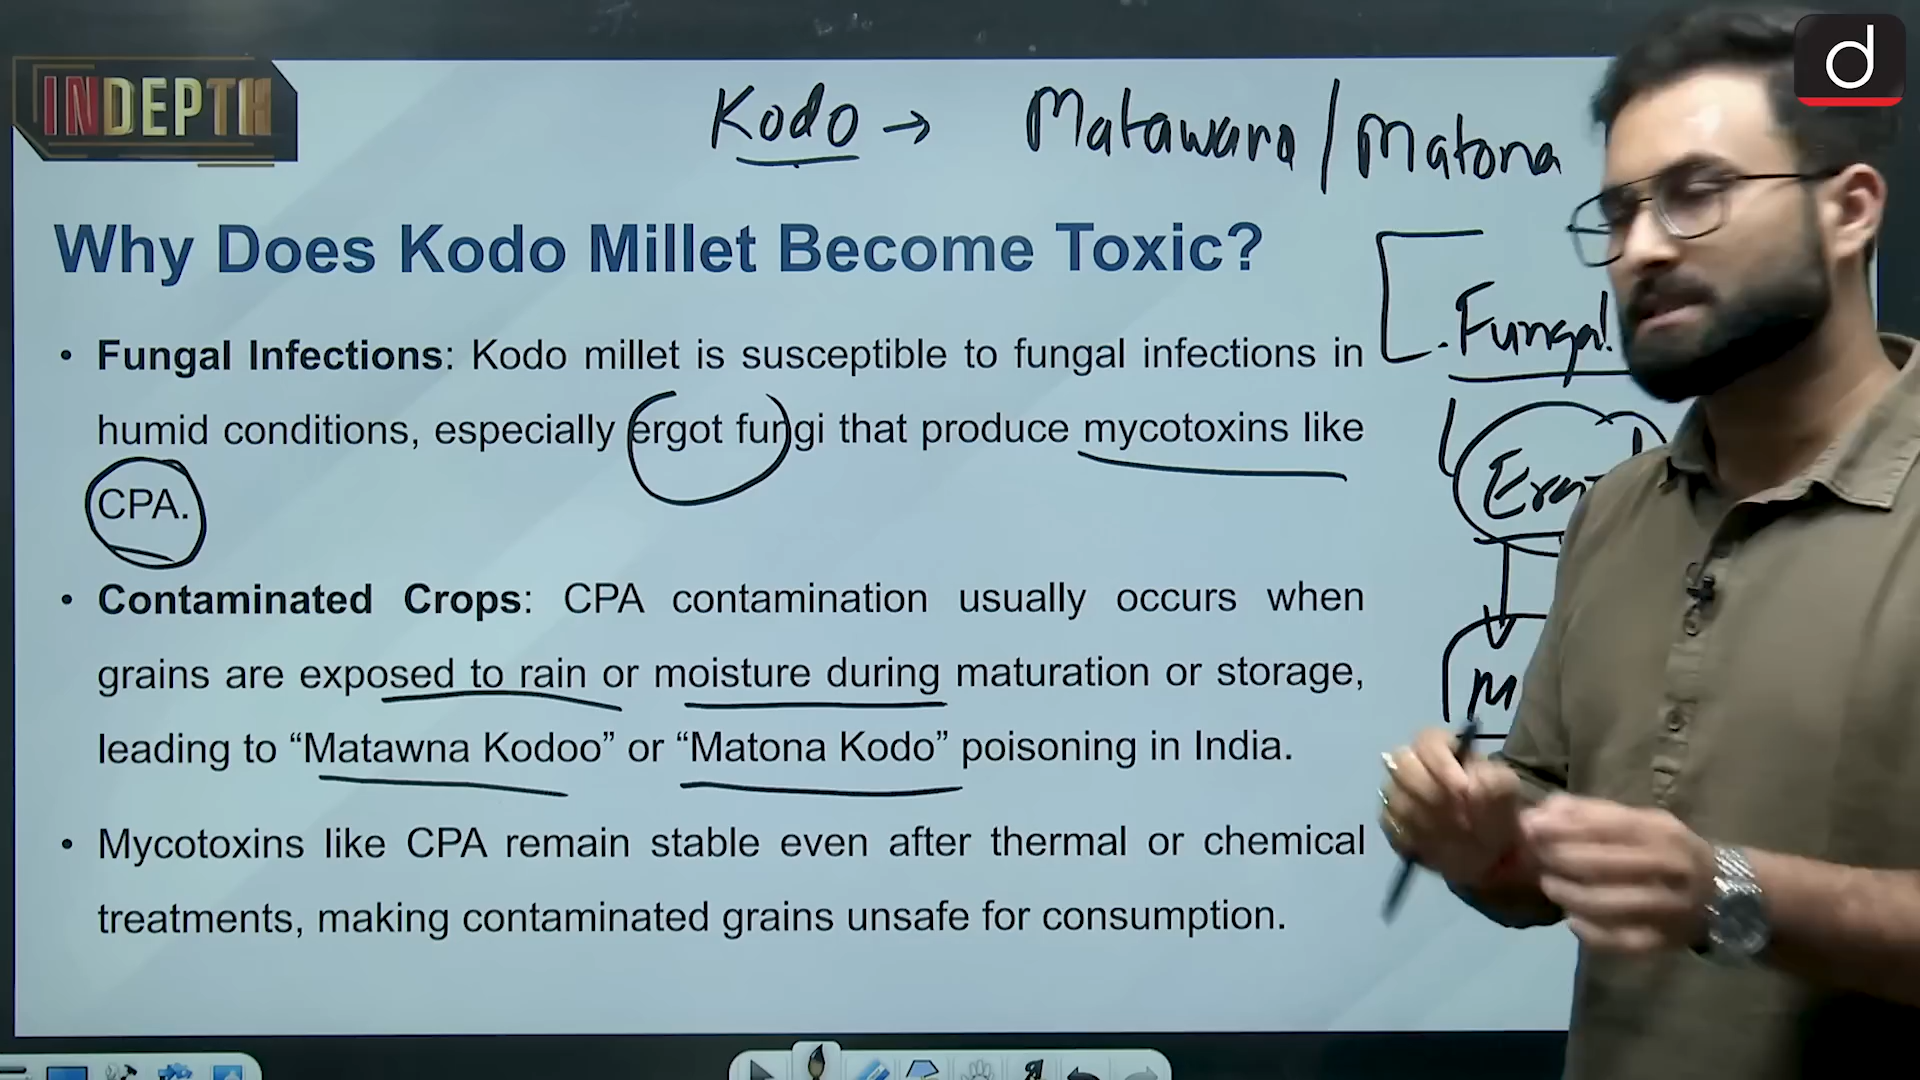 INDEPTH
Kodo → Matawara / Matona
d
Why Does Kodo Millet Become Toxic?
• Fungal Infections: Kodo millet is susceptible to fungal infections in
humid conditions, especially ergot fungi that produce mycotoxins like
CPA.
• Contaminated Crops: CPA contamination usually occurs when
grains are exposed to rain or moisture during maturation or storage,
leading to “Matawna Kodoo” or “Matona Kodo” poisoning in India.
• Mycotoxins like CPA remain stable even after thermal or chemical
treatments, making contaminated grains unsafe for consumption.
Fungal